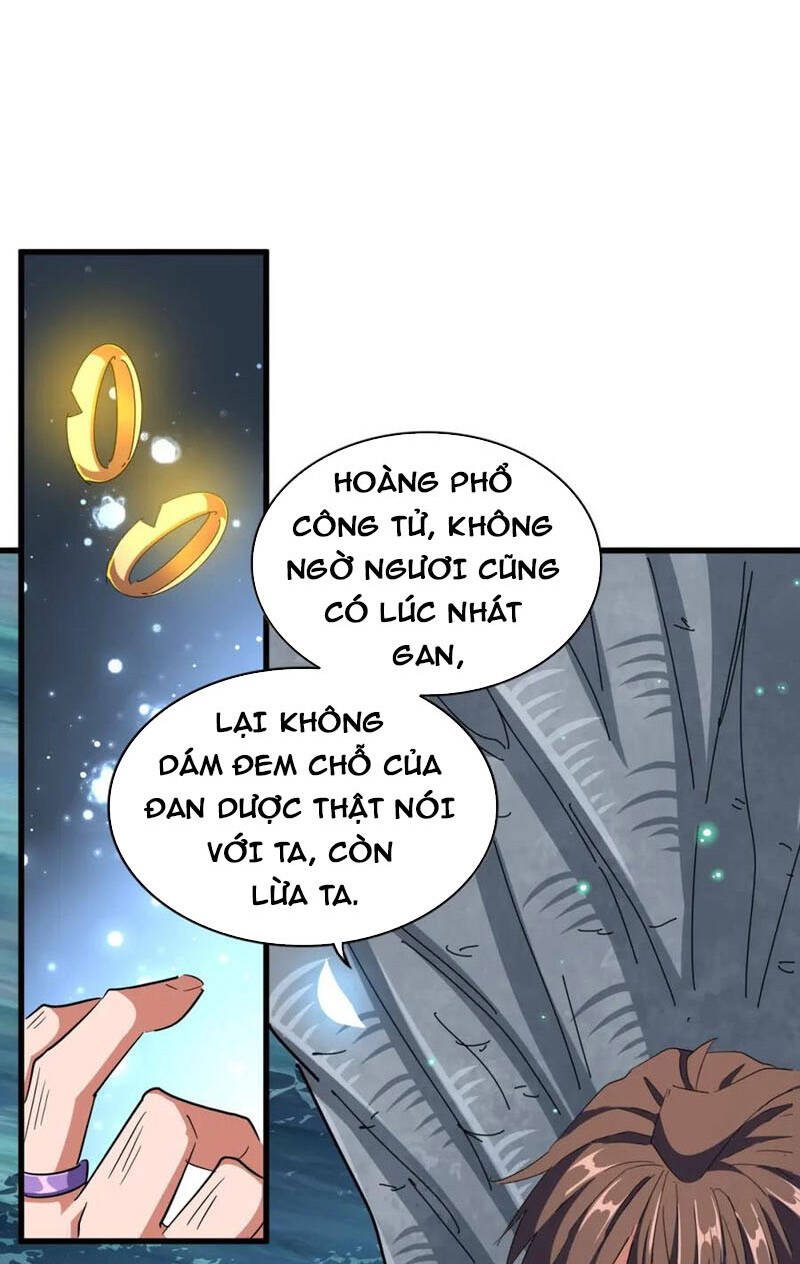 HOÀNG PHỔ
CÔNG TỬ, KHÔNG
NGỜ NGƯƠI CŨNG
CÓ LÚC NHÁT
GAN,
LẠI KHÔNG
DÁM ĐEM CHỖ CỦA
ĐAN DƯỢC THẬT NÓI
VỚI TA, CÒN
LỪA TA.